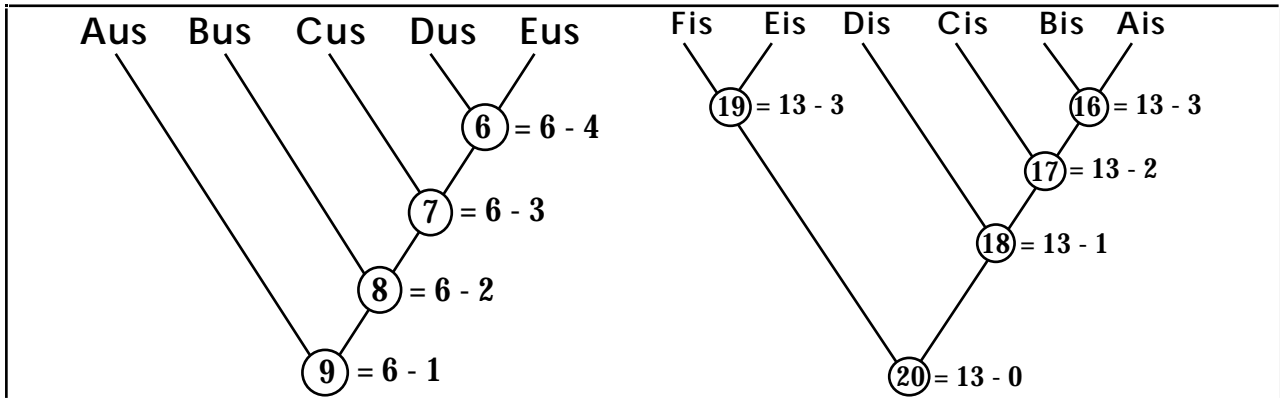 Aus Bus Cus Dus Eus
6 = 6 - 4
7 = 6 - 3
8 = 6 - 2
9 = 6 - 1
Fis Eis Dis Cis Bis Ais
19 = 13 - 3
16 = 13 - 3
17 = 13 - 2
18 = 13 - 1
20 = 13 - 0